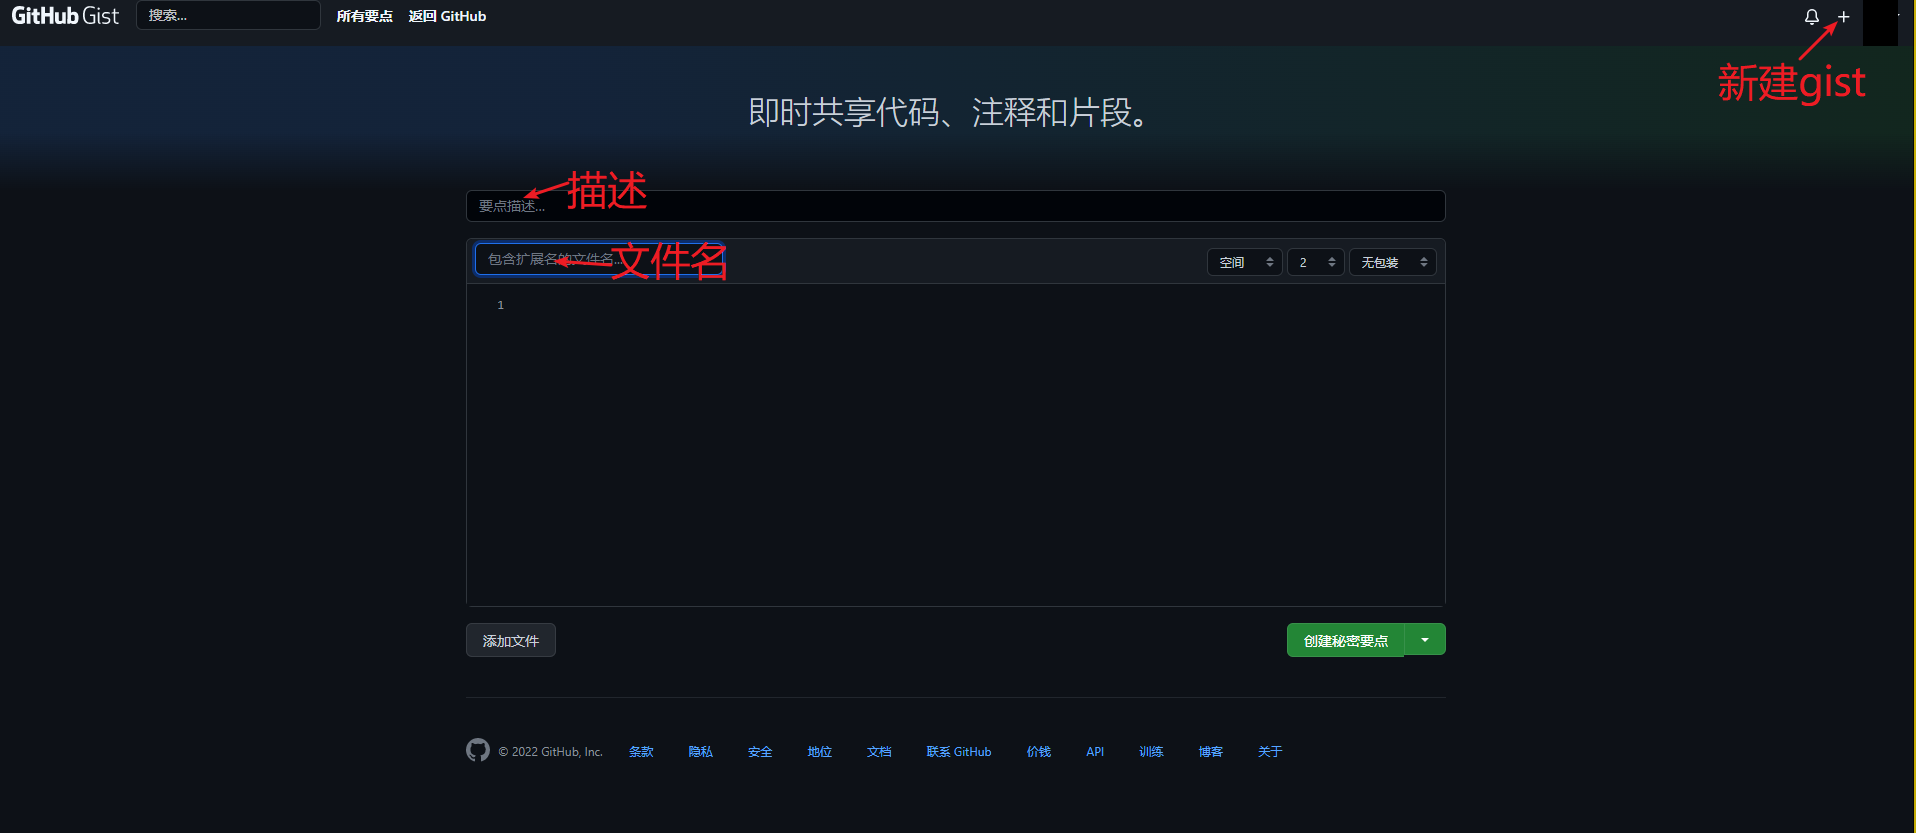 GitHub Gist 搜索... 所有要点 返回 GitHub
新建gist
即时共享代码、注释和片段。
描述
要点描述...
包含扩展名的文件名...
文件名
空间 2 无包装
1
添加文件 创建秘密要点
© 2022 GitHub, Inc. 条款 隐私 安全 地位 文档 联系 GitHub 价钱 API 训练 博客 关于